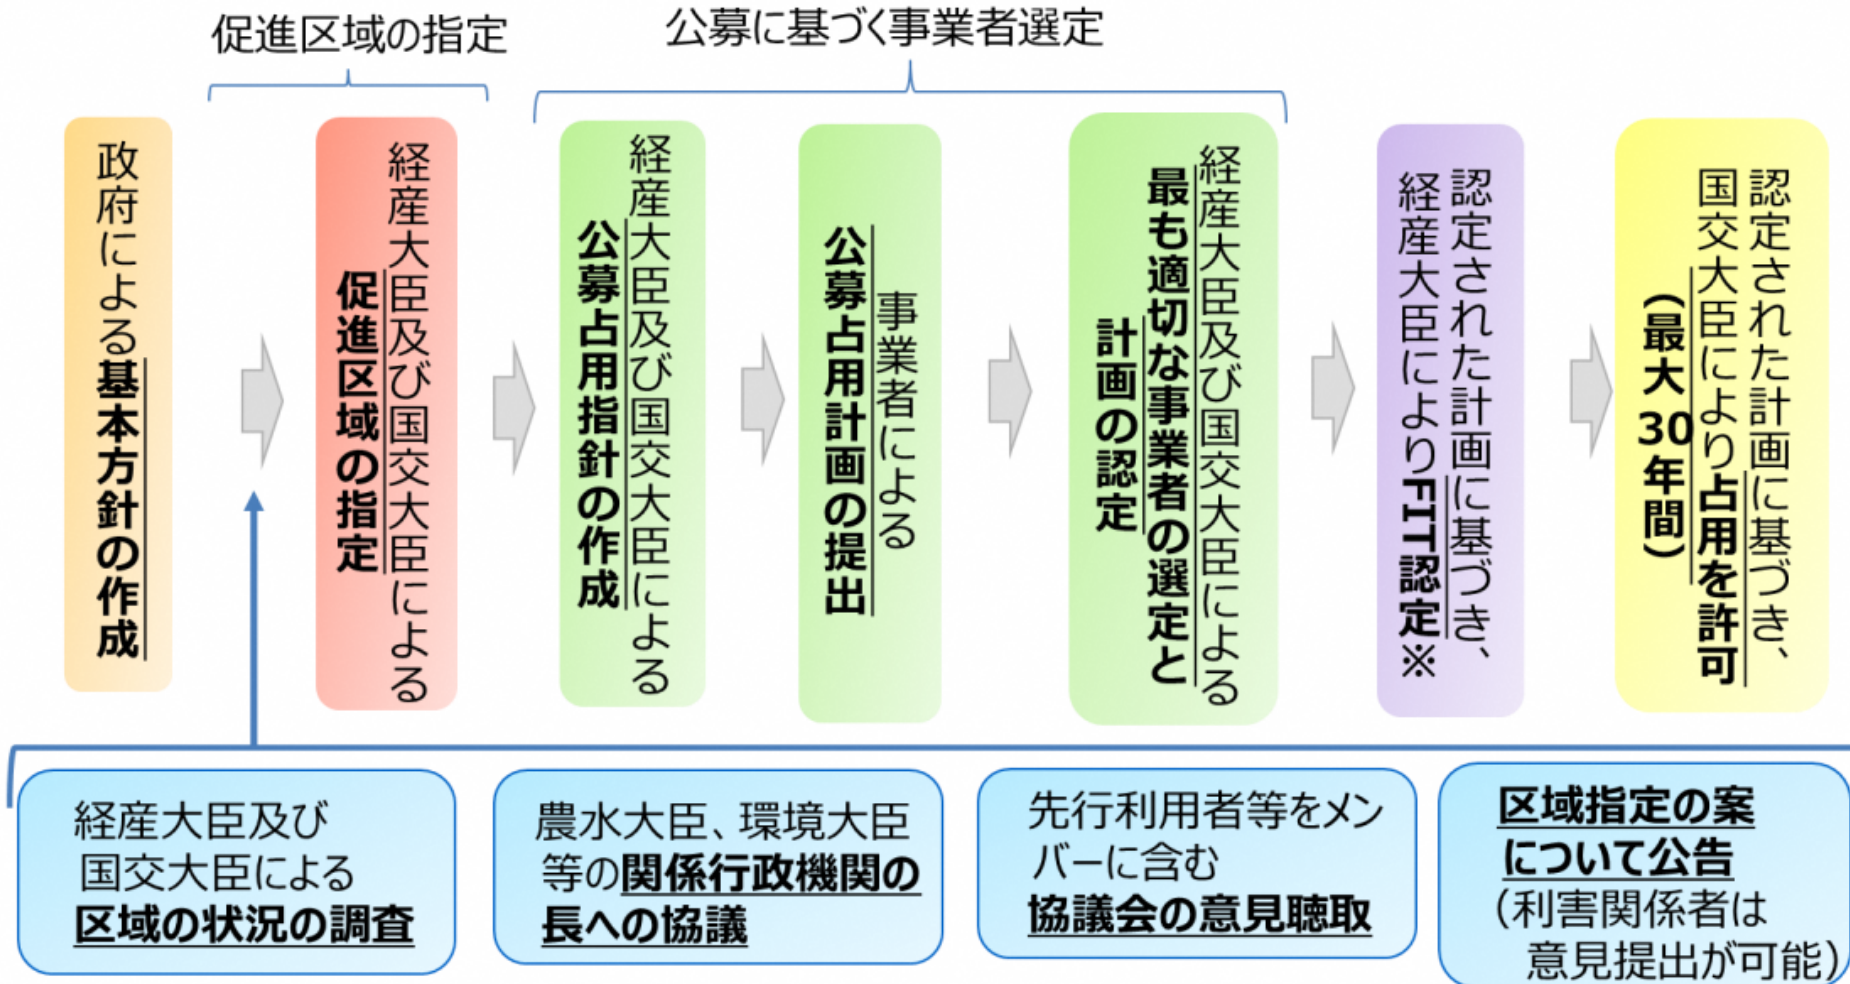 促進区域の指定
公募に基づく事業者選定
政府による基本方針の作成
経産大臣及び国交大臣による
促進区域の指定
経産大臣及び国交大臣による
公募占用指針の作成
事業者による
公募占用計画の提出
経産大臣及び国交大臣による
最も適切な事業者の選定と
計画の認定
認定された計画に基づき、
経産大臣によりFIT認定※
認定された計画に基づき、
国交大臣により占用を許可
（最大30年間）
経産大臣及び
国交大臣による
区域の状況の調査
農水大臣、環境大臣
等の関係行政機関の
長への協議
先行利用者等をメン
バーに含む
協議会の意見聴取
区域指定の案
について公告
（利害関係者は
意見提出が可能）